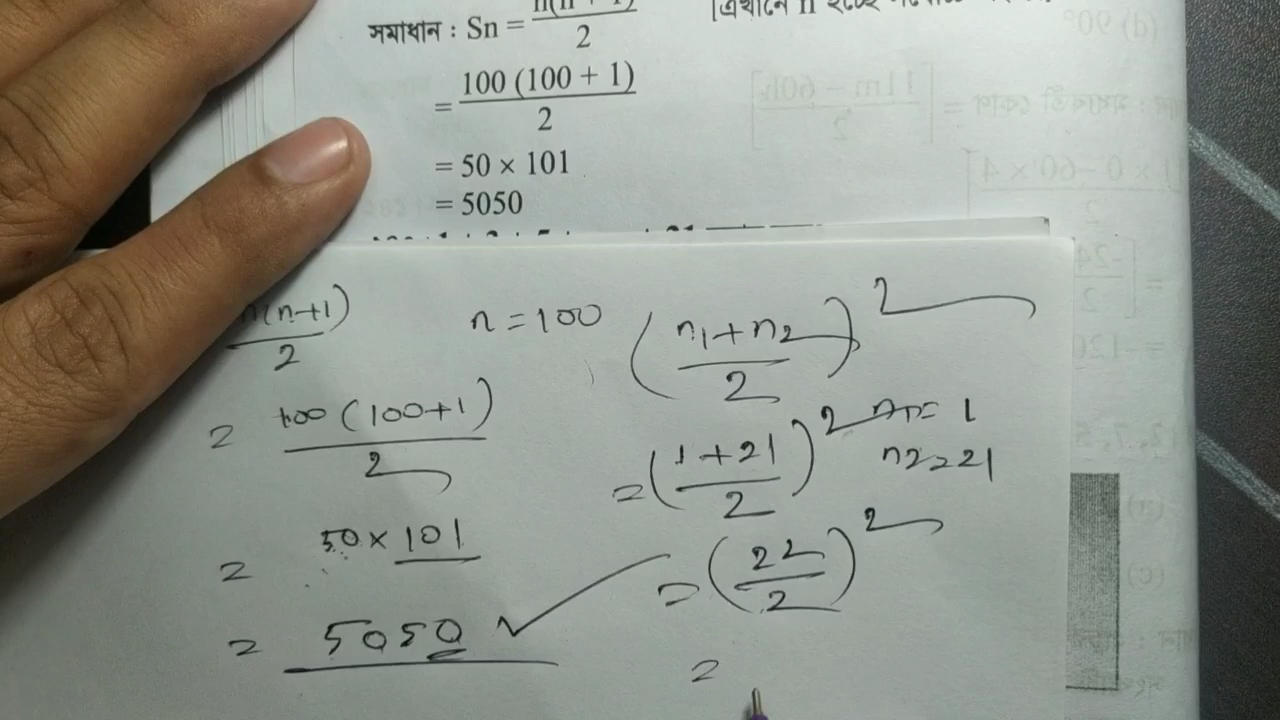 সমাধান : Sn = n(n + 1) / 2
= 100 (100 + 1) / 2
= 50 × 101
= 5050
n(n+1) / 2
n = 100
= 100 (100+1) / 2
= 50 × 101
= 5050
( n1 + n2 / 2 )2
= ( 1 + 21 / 2 )2
n1 = 1
n2 = 21
= ( 22 / 2 )2
=